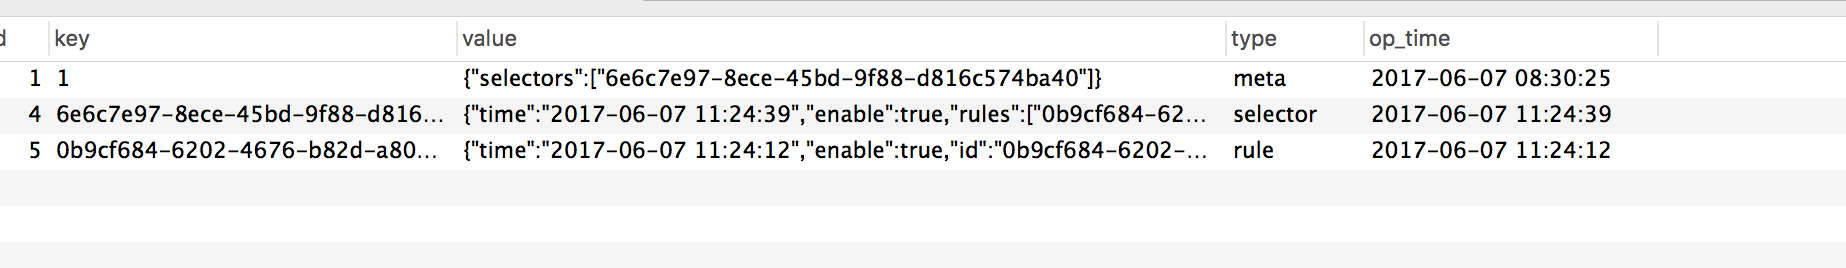 d key value type op_time
1 1 {"selectors":["6e6c7e97-8ece-45bd-9f88-d816c574ba40"]} meta 2017-06-07 08:30:25
4 6e6c7e97-8ece-45bd-9f88-d816... {"time":"2017-06-07 11:24:39","enable":true,"rules":["0b9cf684-62... selector 2017-06-07 11:24:39
5 0b9cf684-6202-4676-b82d-a80... {"time":"2017-06-07 11:24:12","enable":true,"id":"0b9cf684-6202-... rule 2017-06-07 11:24:12